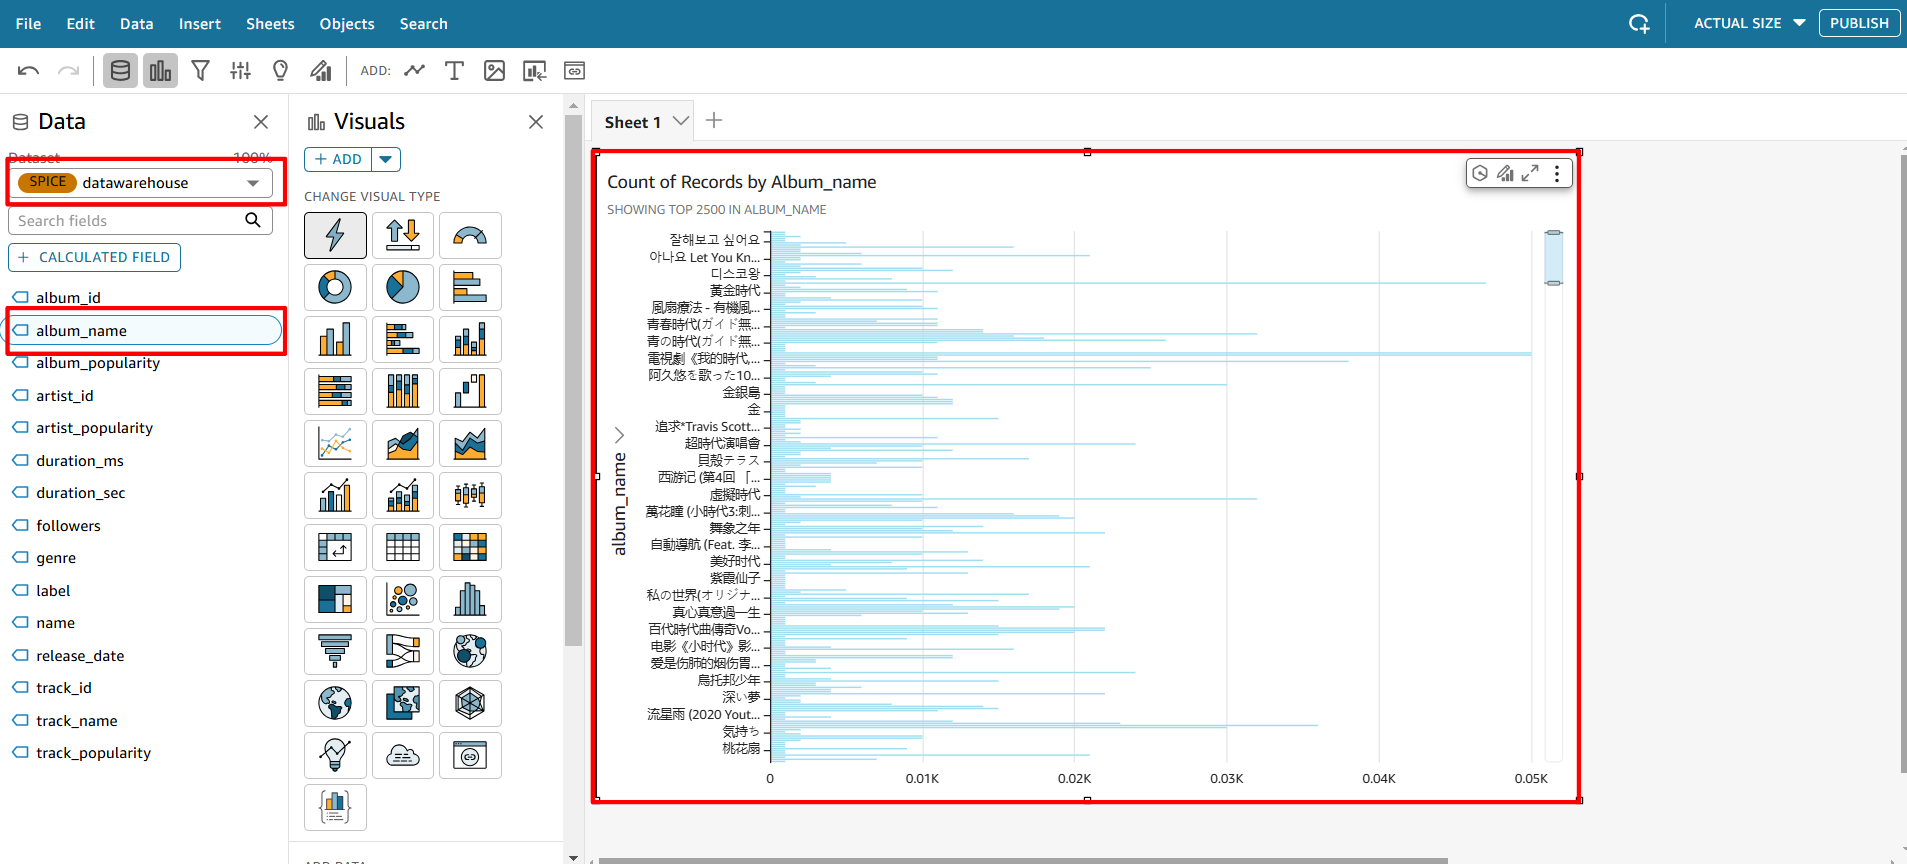 File Edit Data Insert Sheets Objects Search
ACTUAL SIZE PUBLISH
ADD:
Data
Dataset 100%
SPICE datawarehouse
Search fields
+ CALCULATED FIELD
album_id
album_name
album_popularity
artist_id
artist_popularity
duration_ms
duration_sec
followers
genre
label
name
release_date
track_id
track_name
track_popularity
Visuals
+ ADD
CHANGE VISUAL TYPE
Sheet 1
Count of Records by Album_name
SHOWING TOP 2500 IN ALBUM_NAME
album_name
잘해보고 싶어요
아나요 Let You Kn...
디스코왕
黃金時代
風扇療法 - 有機風...
青春時代(ガイド無...
青の時代(ガイド無...
電視劇《我的時代,...
阿久悠を歌った10...
金銀島
金
追求*Travis Scott...
超時代演唱會
貝殻テラス
西游记 (第4回 「...
虛擬時代
萬花瞳 (小時代3:刺...
舞象之年
自動導航 (Feat. 李...
美好时代
紫霞仙子
私の世界(オリジナ...
真心真意過一生
百代時代曲傳奇Vo...
电影《小时代》影...
爱是伤肺的烟伤胃...
烏托邦少年
深い夢
流星雨 (2020 Yout...
気持ち
桃花扇
0 0.01K 0.02K 0.03K 0.04K 0.05K